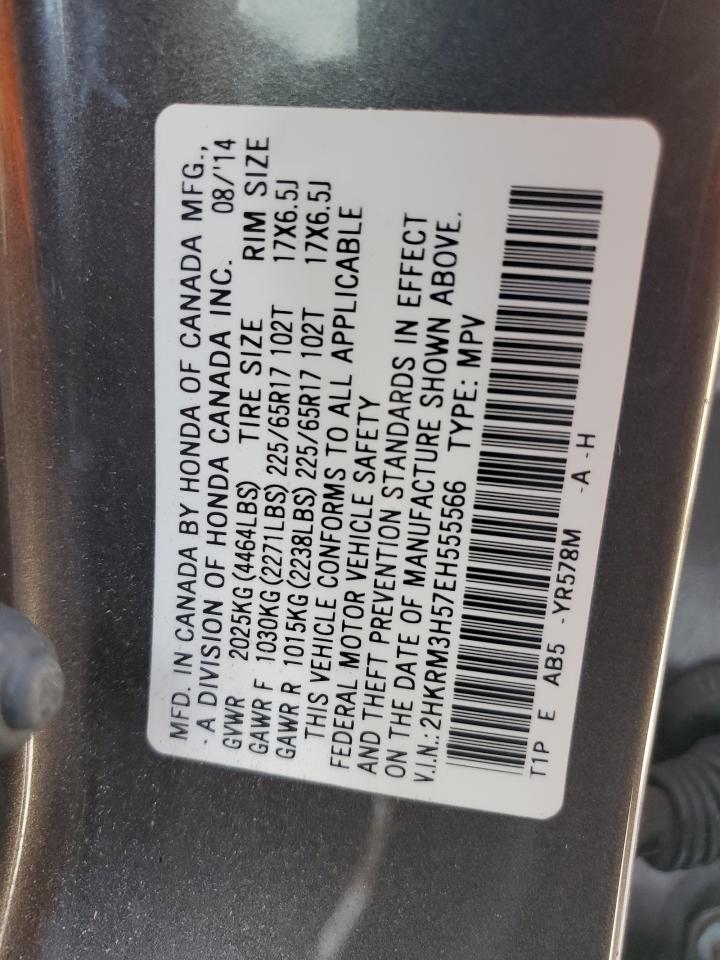 MFD. IN CANADA BY HONDA OF CANADA MFG.,
A DIVISION OF HONDA CANADA INC. 08/'14
GVWR 2025KG (4464LBS) TIRE SIZE RIM SIZE
GAWR F 1030KG (2271LBS) 225/65R17 102T 17X6.5J
GAWR R 1015KG (2238LBS) 225/65R17 102T 17X6.5J
THIS VEHICLE CONFORMS TO ALL APPLICABLE
FEDERAL MOTOR VEHICLE SAFETY
AND THEFT PREVENTION STANDARDS IN EFFECT
ON THE DATE OF MANUFACTURE SHOWN ABOVE.
V.I.N.: 2HKRM3H57EH555566 TYPE: MPV
T1P E AB5 -YR578M -A -H